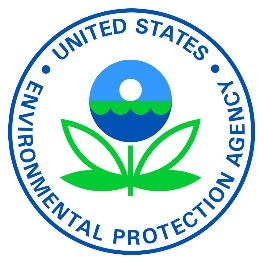 UNITED STATES
ENVIRONMENTAL PROTECTION AGENCY